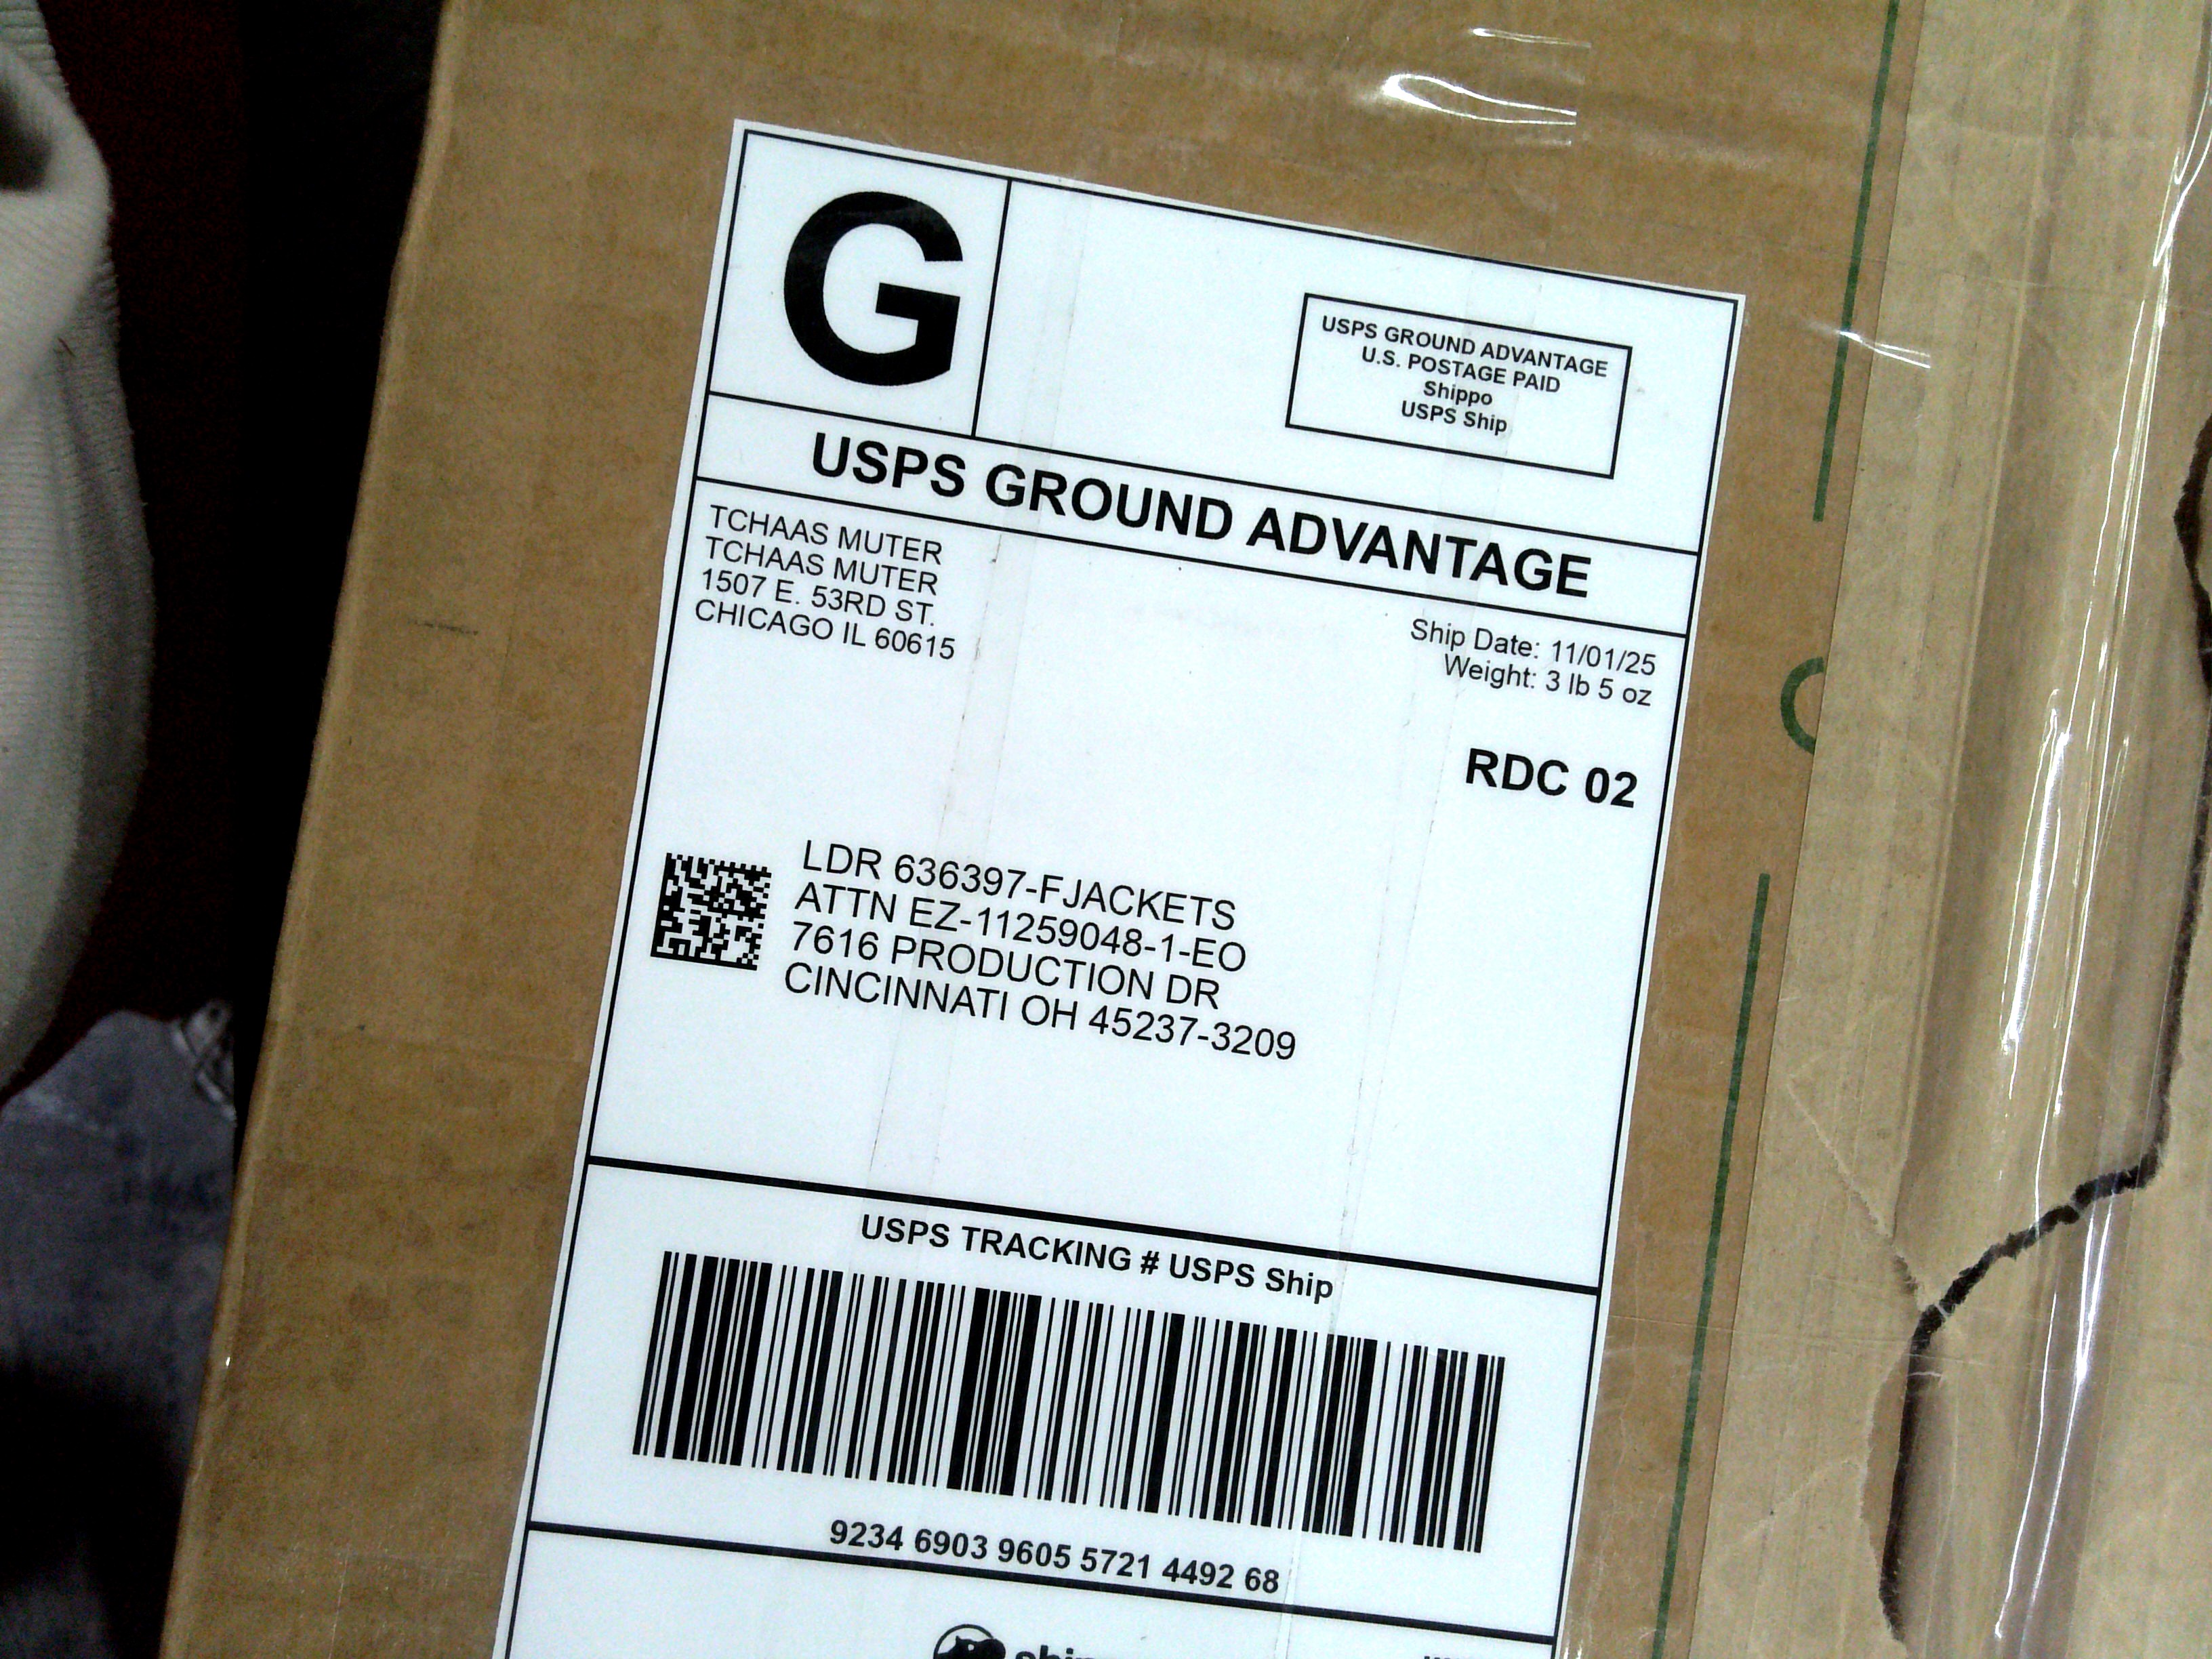 G
USPS GROUND ADVANTAGE
U.S. POSTAGE PAID
Shippo
USPS Ship
USPS GROUND ADVANTAGE
TCHAAS MUTER
TCHAAS MUTER
1507 E. 53RD ST.
CHICAGO IL 60615
Ship Date: 11/01/25
Weight: 3 lb 5 oz
RDC 02
LDR 636397-FJACKETS
ATTN EZ-11259048-1-EO
7616 PRODUCTION DR
CINCINNATI OH 45237-3209
USPS TRACKING # USPS Ship
9234 6903 9605 5721 4492 68